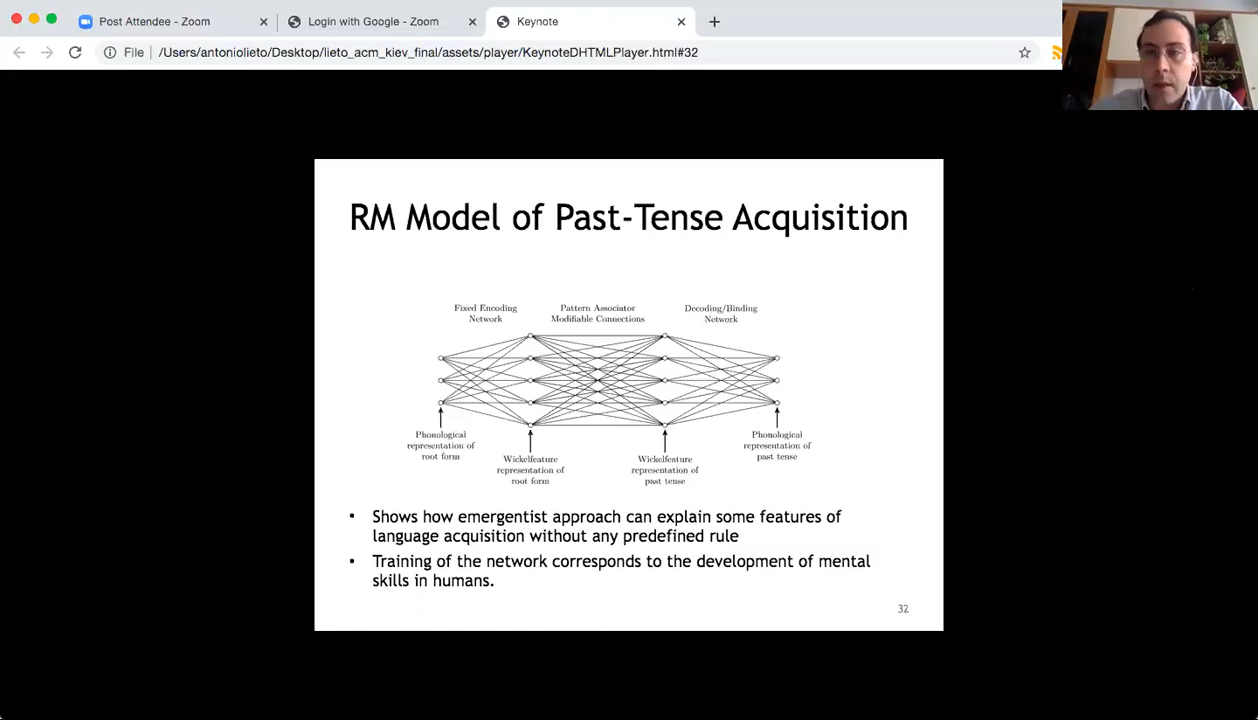 Post Attendee - Zoom
Login with Google - Zoom
Keynote
File
/Users/antoniolieto/Desktop/lieto_acm_kiev_final/assets/player/KeynoteDHTMLPlayer.html#32
RM Model of Past-Tense Acquisition
Fixed Encoding
Network
Pattern Associator
Modifiable Connections
Decoding/Binding
Network
Phonological
representation of
root form
Wickelfeature
representation of
root form
Wickelfeature
representation of
past tense
Phonological
representation of
past tense
• Shows how emergentist approach can explain some features of
language acquisition without any predefined rule
• Training of the network corresponds to the development of mental
skills in humans.
32